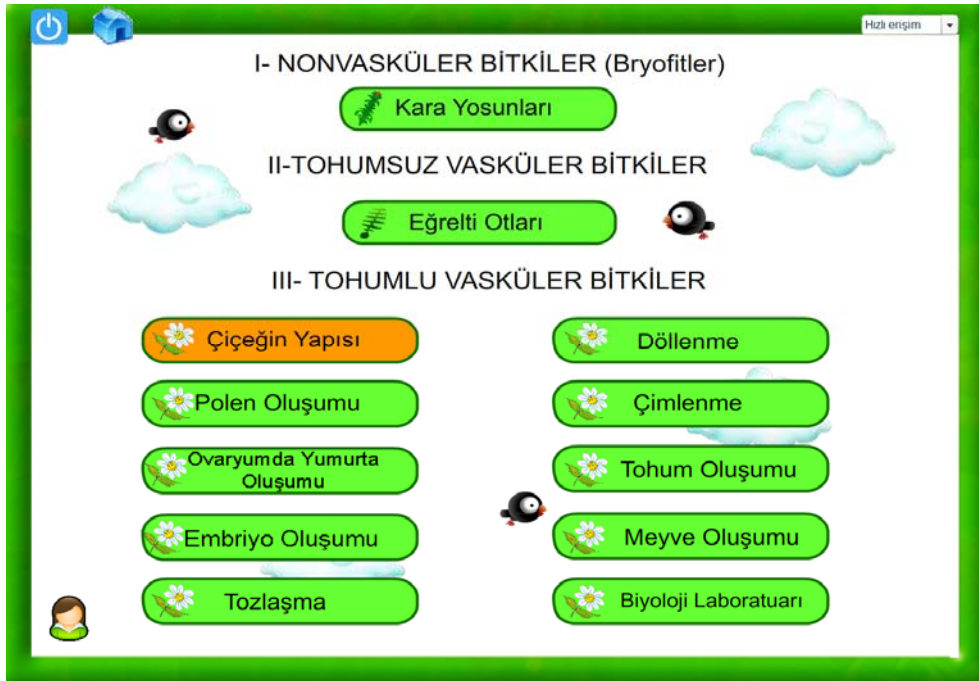 Hızlı erişim
I- NONVASKÜLER BİTKİLER (Bryofitler)
Kara Yosunları
II-TOHUMSUZ VASKÜLER BİTKİLER
Eğrelti Otları
III- TOHUMLU VASKÜLER BİTKİLER
Çiçeğin Yapısı
Polen Oluşumu
Ovaryumda Yumurta
Oluşumu
Embriyo Oluşumu
Tozlaşma
Döllenme
Çimlenme
Tohum Oluşumu
Meyve Oluşumu
Biyoloji Laboratuarı